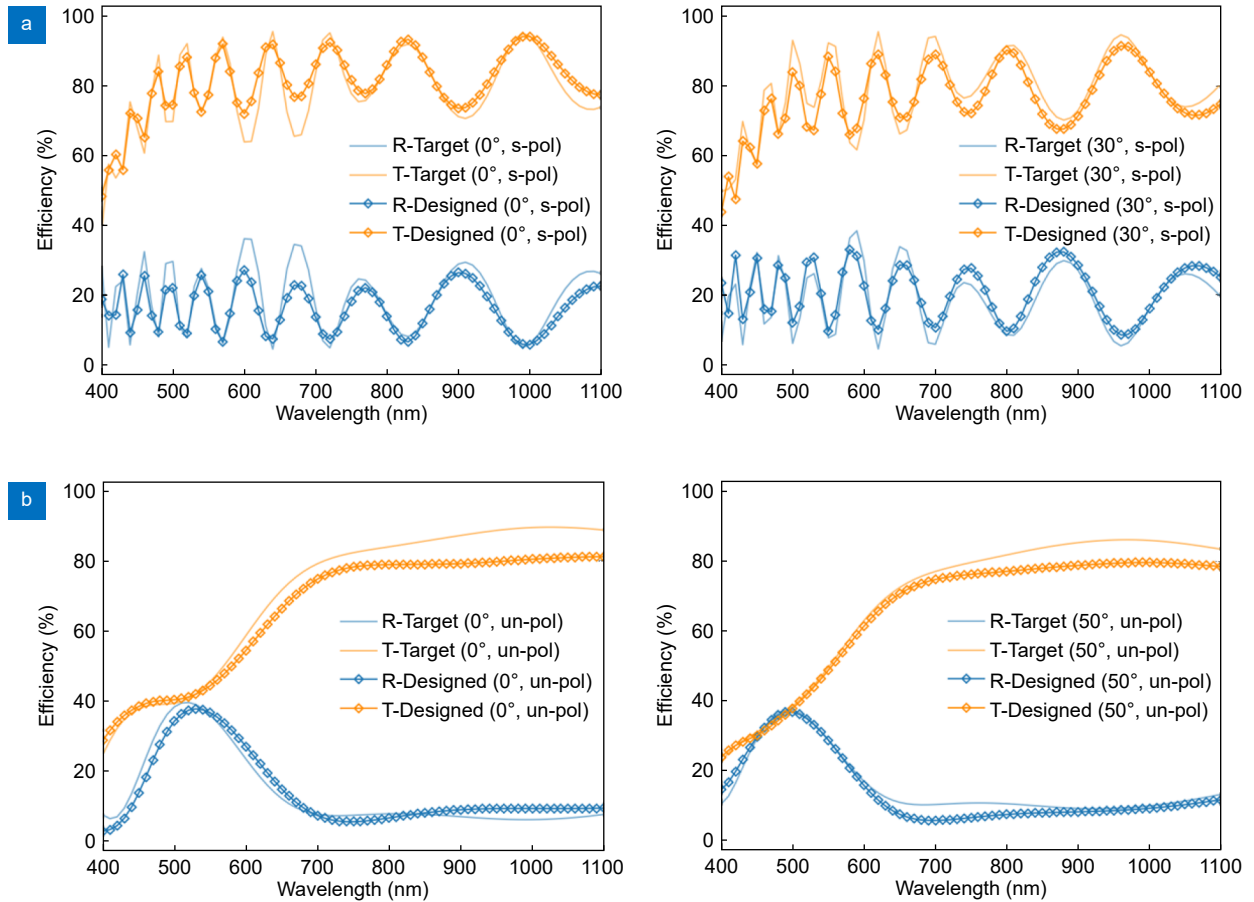 a
100
80
60
40
20
0
Efficiency (%)
R-Target (0°, s-pol)
T-Target (0°, s-pol)
R-Designed (0°, s-pol)
T-Designed (0°, s-pol)
400 500 600 700 800 900 1000 1100
Wavelength (nm)
100
80
60
40
20
0
Efficiency (%)
R-Target (30°, s-pol)
T-Target (30°, s-pol)
R-Designed (30°, s-pol)
T-Designed (30°, s-pol)
400 500 600 700 800 900 1000 1100
Wavelength (nm)
b
100
80
60
40
20
0
Efficiency (%)
R-Target (0°, un-pol)
T-Target (0°, un-pol)
R-Designed (0°, un-pol)
T-Designed (0°, un-pol)
400 500 600 700 800 900 1000 1100
Wavelength (nm)
100
80
60
40
20
0
Efficiency (%)
R-Target (50°, un-pol)
T-Target (50°, un-pol)
R-Designed (50°, un-pol)
T-Designed (50°, un-pol)
400 500 600 700 800 900 1000 1100
Wavelength (nm)